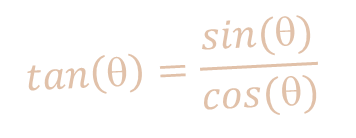 tan(θ) = sin(θ) / cos(θ)